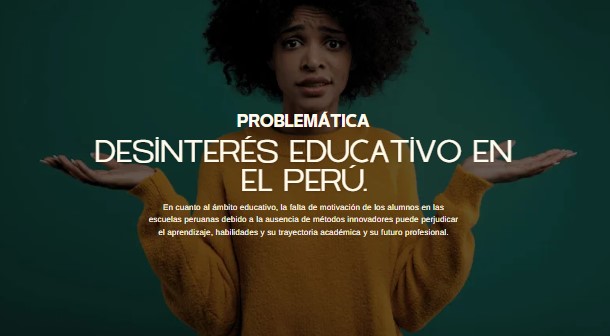 PROBLEMÁTICA
DESINTERÉS EDUCATIVO EN
EL PERÚ.
En cuanto al ámbito educativo, la falta de motivación de los alumnos en las
escuelas peruanas debido a la ausencia de métodos innovadores puede perjudicar
el aprendizaje, habilidades y su trayectoria académica y su futuro profesional.